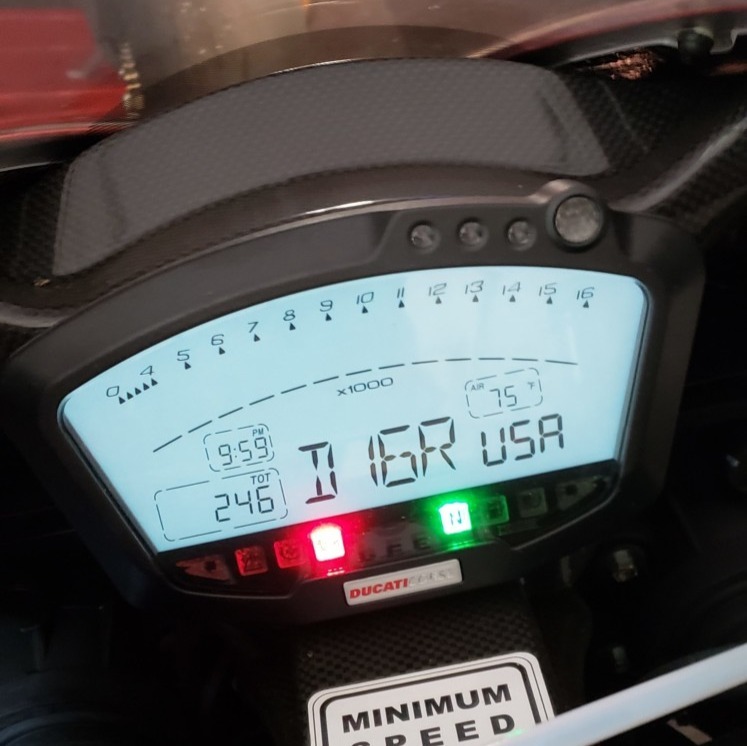 0 4 5 6 7 8 9 10 11 12 13 14 15 16
x1000
AIR 75 °F
PM
9:59
TOT
246
D16RR USA
N
DUCATI
MINIMUM
SPEED